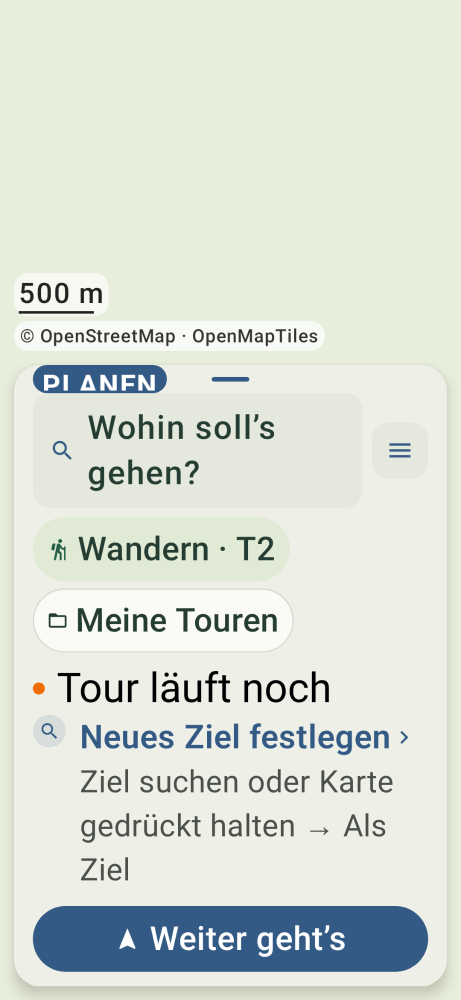 500 m
© OpenStreetMap · OpenMapTiles
PLANEN
Wohin soll’s
gehen?
Wandern · T2
Meine Touren
Tour läuft noch
Neues Ziel festlegen ›
Ziel suchen oder Karte
gedrückt halten → Als
Ziel
Weiter geht’s